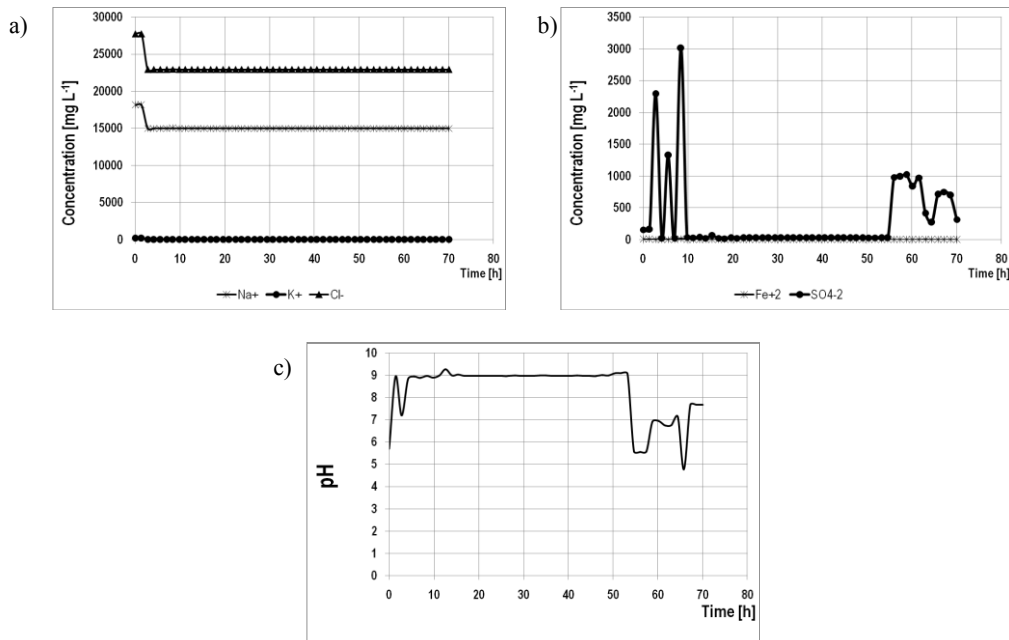 a)
Concentration [mg L-1]
30000
25000
20000
15000
10000
5000
0
0 10 20 30 40 50 60 70 80
Time [h]
Na+ K+ Cl-
b)
Concentration [mg L-1]
3500
3000
2500
2000
1500
1000
500
0
0 10 20 30 40 50 60 70 80
Time [h]
Fe+2 SO4-2
c)
pH
10
9
8
7
6
5
4
3
2
1
0
0 10 20 30 40 50 60 70 80
Time [h]